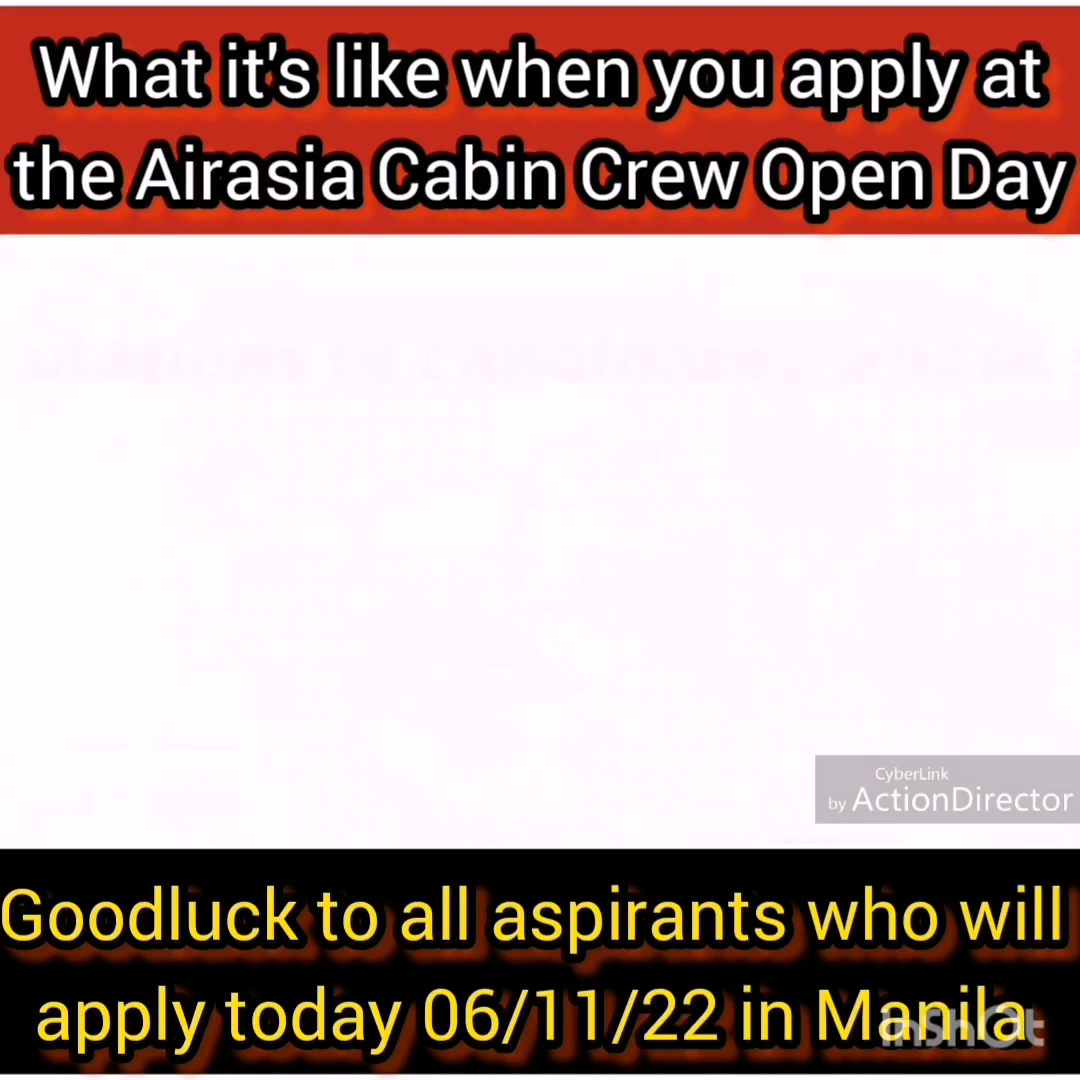 What it's like when you apply at
the Airasia Cabin Crew Open Day
CyberLink
by ActionDirector
Goodluck to all aspirants who will
apply today 06/11/22 in Manila
InShOt